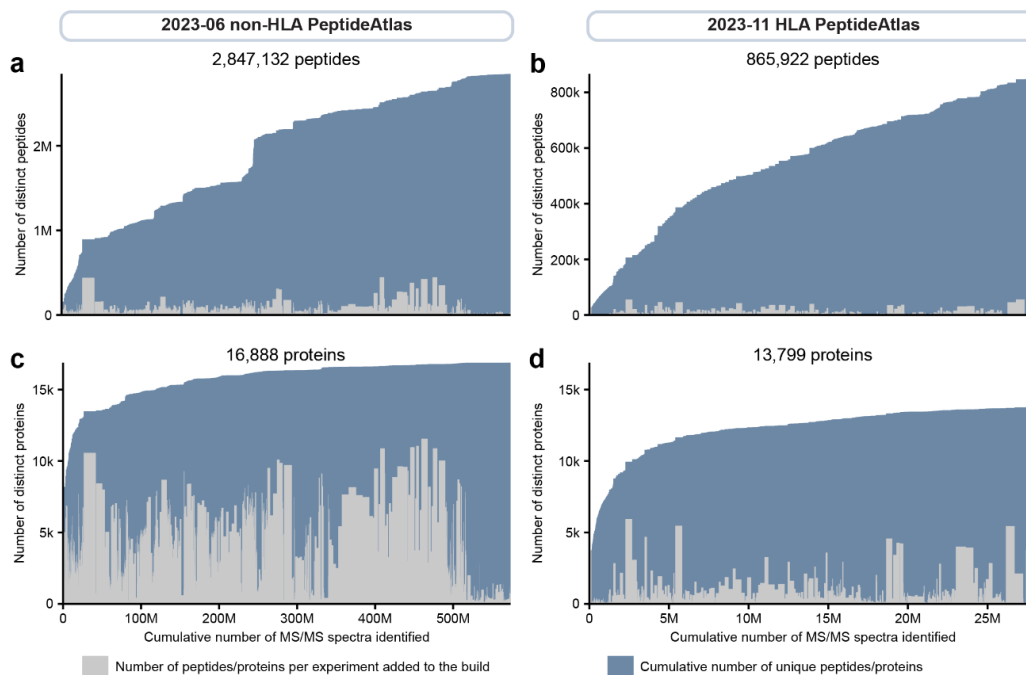 2023-06 non-HLA PeptideAtlas
2023-11 HLA PeptideAtlas
a
2,847,132 peptides
Number of distinct peptides
2M
1M
0
b
865,922 peptides
Number of distinct peptides
800k
600k
400k
200k
0
c
16,888 proteins
Number of distinct proteins
15k
10k
5k
0
0 100M 200M 300M 400M 500M
Cumulative number of MS/MS spectra identified
d
13,799 proteins
Number of distinct proteins
15k
10k
5k
0
0 5M 10M 15M 20M 25M
Cumulative number of MS/MS spectra identified
Number of peptides/proteins per experiment added to the build
Cumulative number of unique peptides/proteins